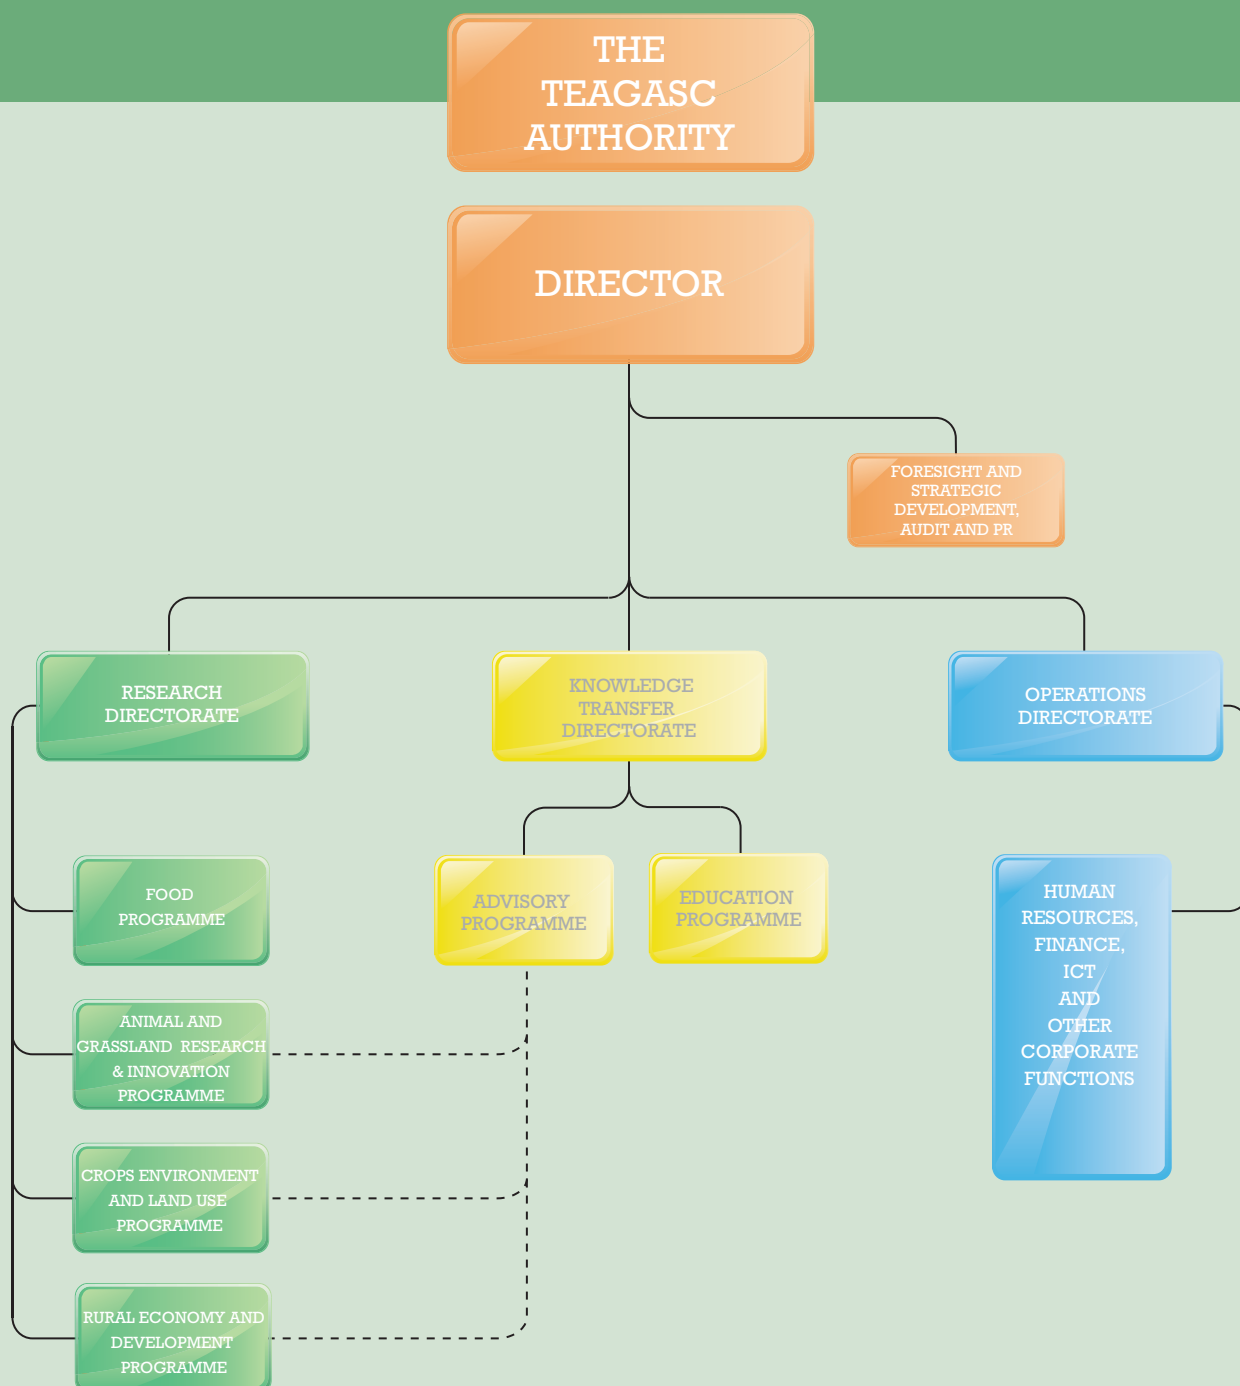 THE
TEAGASC
AUTHORITY
DIRECTOR
FORESIGHT AND
STRATEGIC
DEVELOPMENT,
AUDIT AND PR
RESEARCH
DIRECTORATE
KNOWLEDGE
TRANSFER
DIRECTORATE
OPERATIONS
DIRECTORATE
FOOD
PROGRAMME
ADVISORY
PROGRAMME
EDUCATION
PROGRAMME
HUMAN
RESOURCES,
FINANCE,
ICT
AND
OTHER
CORPORATE
FUNCTIONS
ANIMAL AND
GRASSLAND RESEARCH
& INNOVATION
PROGRAMME
CROPS ENVIRONMENT
AND LAND USE
PROGRAMME
RURAL ECONOMY AND
DEVELOPMENT
PROGRAMME